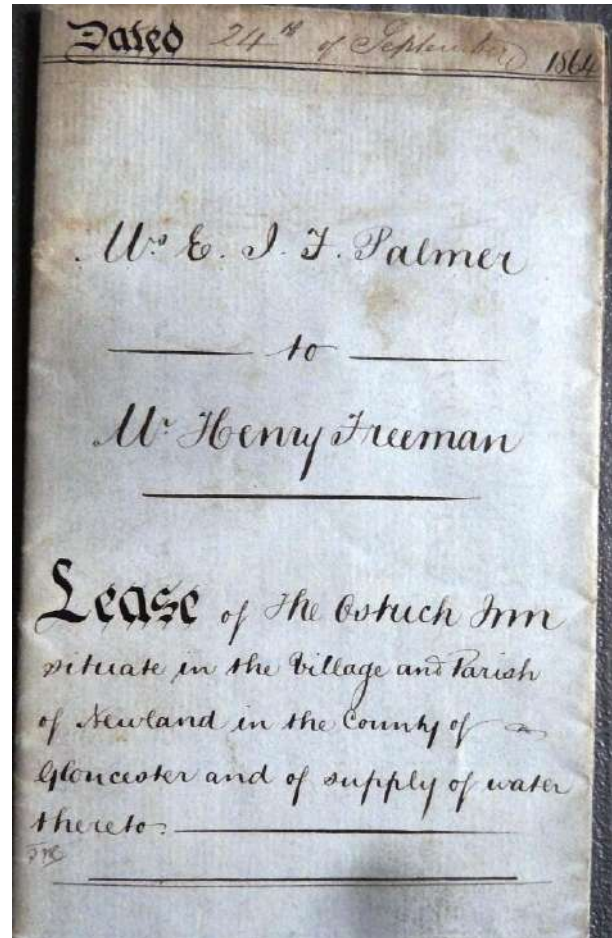 Dated 24th of September 1864
Mrs E. J. F. Palmer
to
Mr Henry Freeman
Lease of The Ostrich Inn
situate in the Village and Parish
of Newland in the County of
Gloucester and of supply of water
thereto.